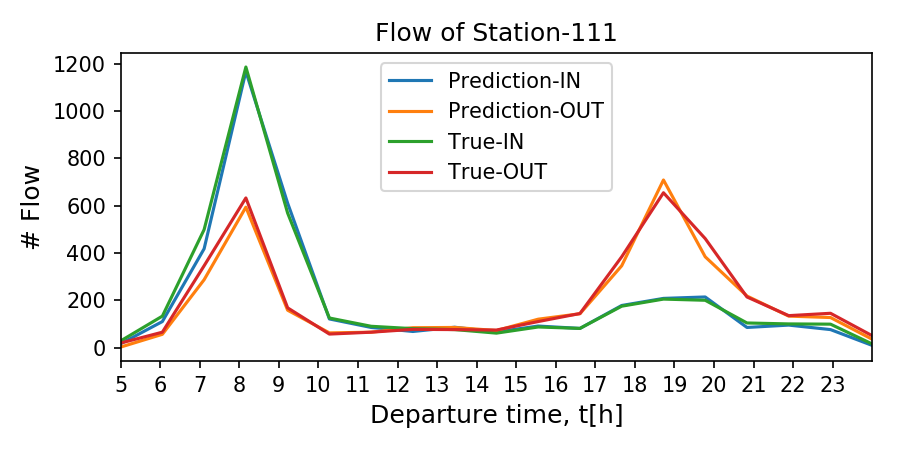 Flow of Station-111
1200
1000
800
600
400
200
0
# Flow
Prediction-IN
Prediction-OUT
True-IN
True-OUT
5 6 7 8 9 10 11 12 13 14 15 16 17 18 19 20 21 22 23
Departure time, t[h]